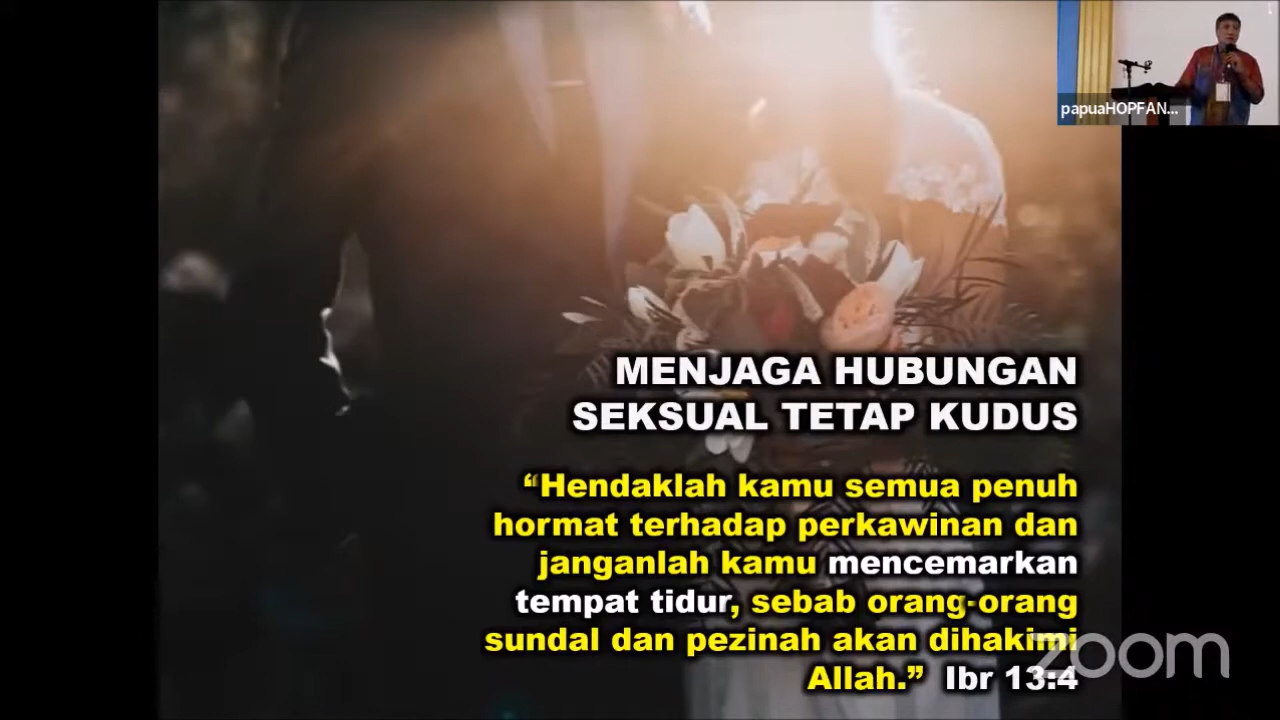 papuaHOPFAN...
MENJAGA HUBUNGAN
SEKSUAL TETAP KUDUS
“Hendaklah kamu semua penuh
hormat terhadap perkawinan dan
janganlah kamu mencemarkan
tempat tidur, sebab orang-orang
sundal dan pezinah akan dihakimi
Allah.” Ibr 13:4
zoom